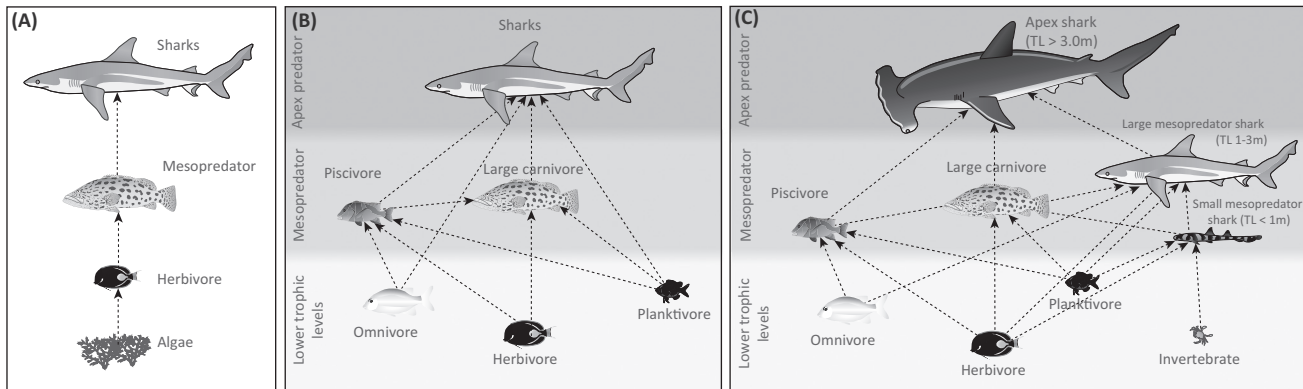 (A)
Sharks
Mesopredator
Herbivore
Algae
(B)
Apex predator
Mesopredator
Lower trophic
levels
Sharks
Piscivore
Large carnivore
Omnivore
Herbivore
Planktivore
(C)
Apex predator
Mesopredator
Lower trophic
levels
Apex shark
(TL > 3.0m)
Large mesopredator shark
(TL 1-3m)
Large carnivore
Piscivore
Small mesopredator
shark (TL < 1m)
Planktivore
Omnivore
Herbivore
Invertebrate